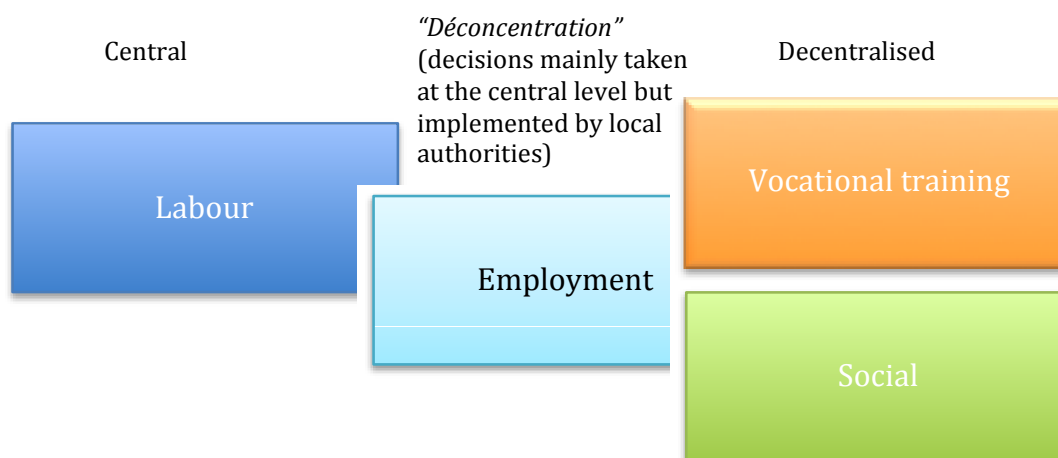 Central
“Déconcentration”
(decisions mainly taken
at the central level but
implemented by local
authorities)
Decentralised
Labour
Employment
Vocational training
Social